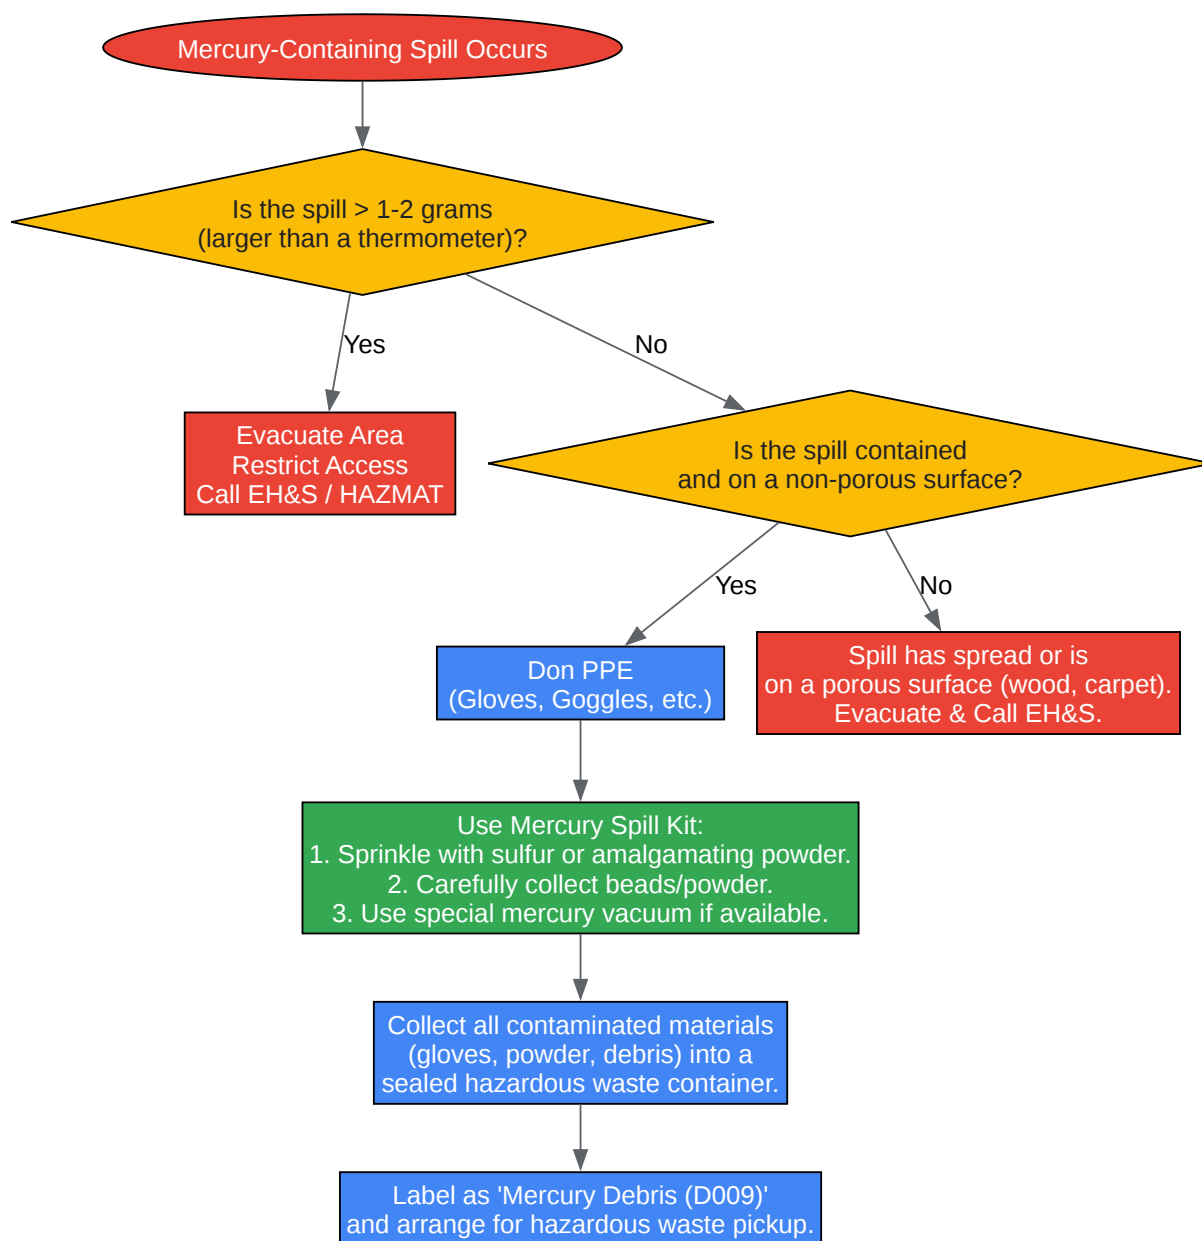 Mercury-Containing Spill Occurs
Is the spill > 1-2 grams
(larger than a thermometer)?
Yes
No
Evacuate Area
Restrict Access
Call EH&S / HAZMAT
Is the spill contained
and on a non-porous surface?
Yes
No
Don PPE
(Gloves, Goggles, etc.)
Spill has spread or is
on a porous surface (wood, carpet).
Evacuate & Call EH&S.
Use Mercury Spill Kit:
1. Sprinkle with sulfur or amalgamating powder.
2. Carefully collect beads/powder.
3. Use special mercury vacuum if available.
Collect all contaminated materials
(gloves, powder, debris) into a
sealed hazardous waste container.
Label as 'Mercury Debris (D009)'
and arrange for hazardous waste pickup.